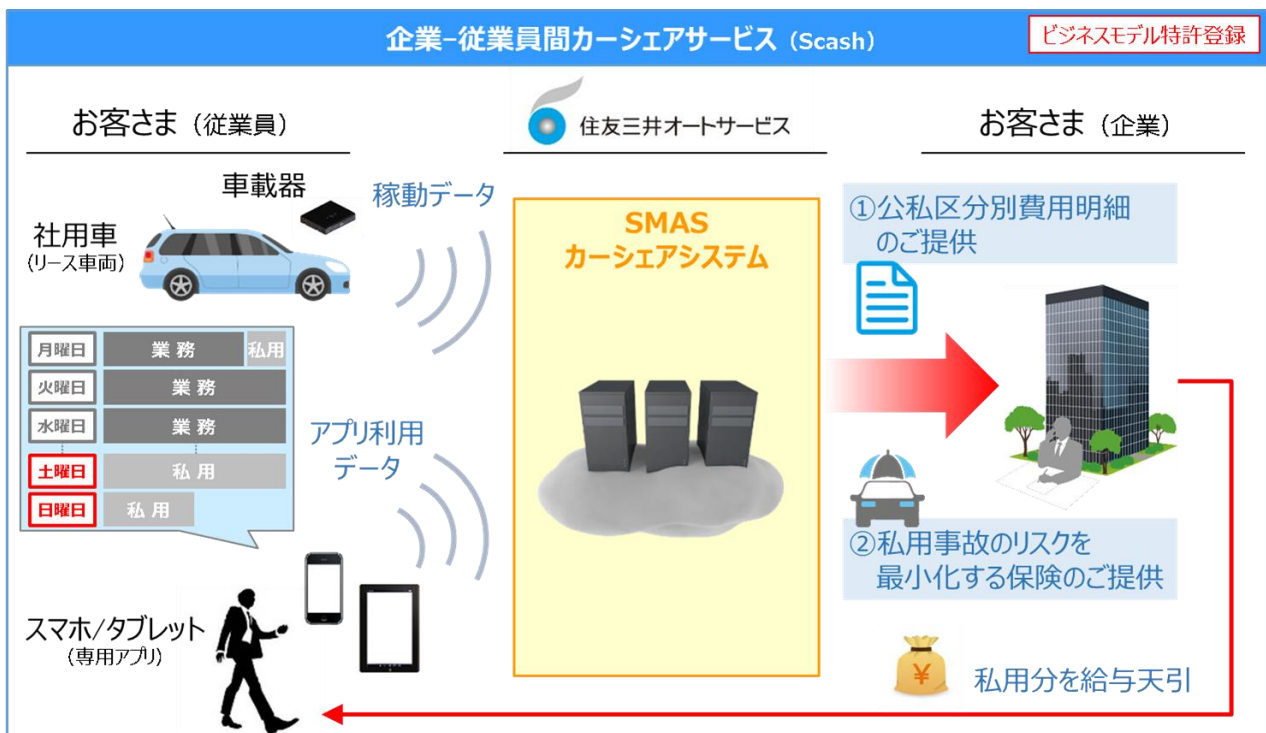 企業–従業員間カーシェアサービス（Scash）
ビジネスモデル特許登録
お客さま（従業員）
住友三井オートサービス
お客さま（企業）
車載器
稼動データ
社用車
（リース車両）
月曜日 業務 私用
火曜日 業務
水曜日 業務
土曜日 私用
日曜日 私用
アプリ利用
データ
スマホ/タブレット
（専用アプリ）
SMAS
カーシェアシステム
①公私区分別費用明細
のご提供
②私用事故のリスクを
最小化する保険のご提供
¥
私用分を給与天引